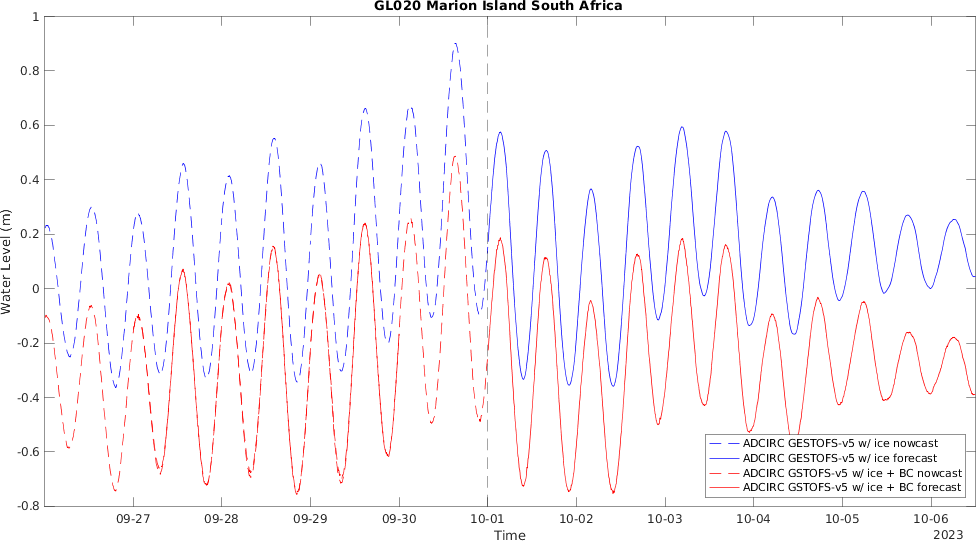 GL020 Marion Island South Africa
1
0.8
0.6
0.4
0.2
0
-0.2
-0.4
-0.6
-0.8
Water Level (m)
09-27 09-28 09-29 09-30 10-01 10-02 10-03 10-04 10-05 10-06
Time
2023
ADCIRC GESTOFS-v5 w/ ice nowcast
ADCIRC GESTOFS-v5 w/ ice forecast
ADCIRC GSTOFS-v5 w/ ice + BC nowcast
ADCIRC GSTOFS-v5 w/ ice + BC forecast